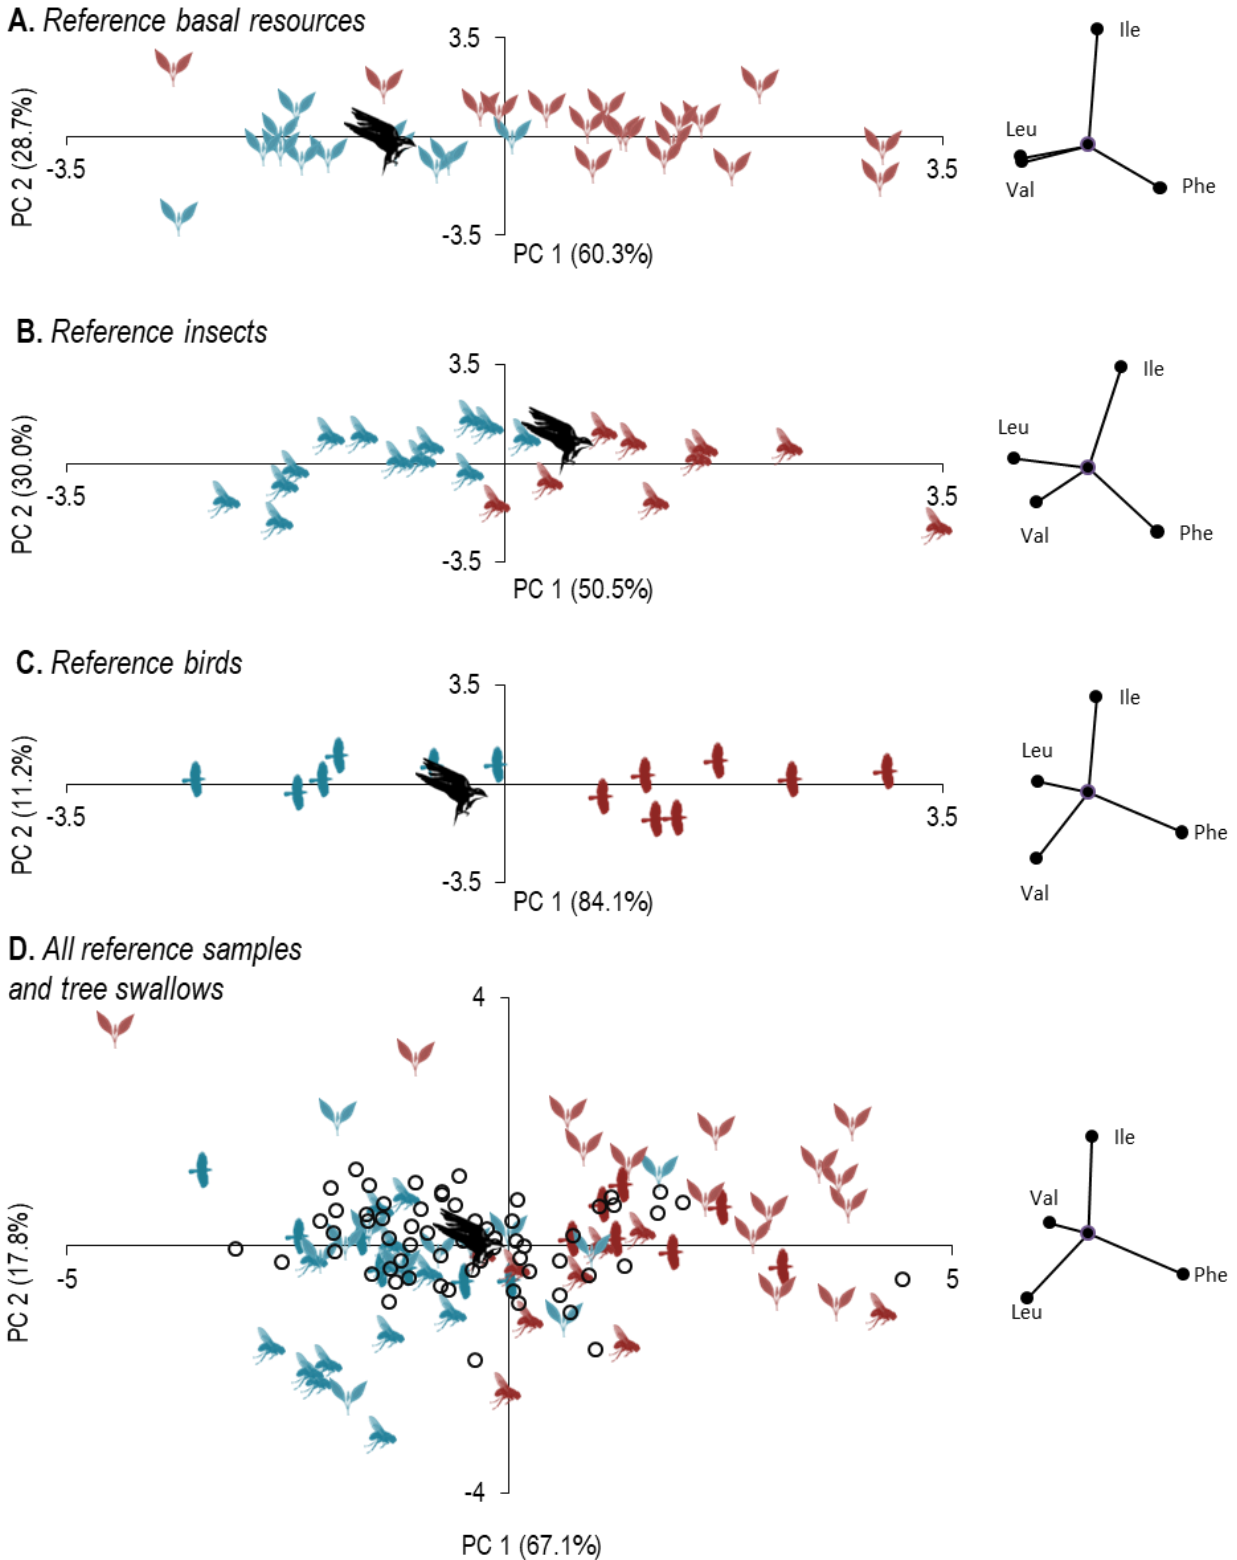 A. Reference basal resources
3.5
Ile
PC 2 (28.7%)
Leu
-3.5
3.5
Val
Phe
-3.5
PC 1 (60.3%)
B. Reference insects
3.5
Ile
PC 2 (30.0%)
Leu
-3.5
3.5
Val
Phe
-3.5
PC 1 (50.5%)
C. Reference birds
3.5
Ile
PC 2 (11.2%)
Leu
-3.5
3.5
Phe
-3.5
Val
PC 1 (84.1%)
D. All reference samples
and tree swallows
4
Ile
PC 2 (17.8%)
Val
-5
5
Phe
Leu
-4
PC 1 (67.1%)